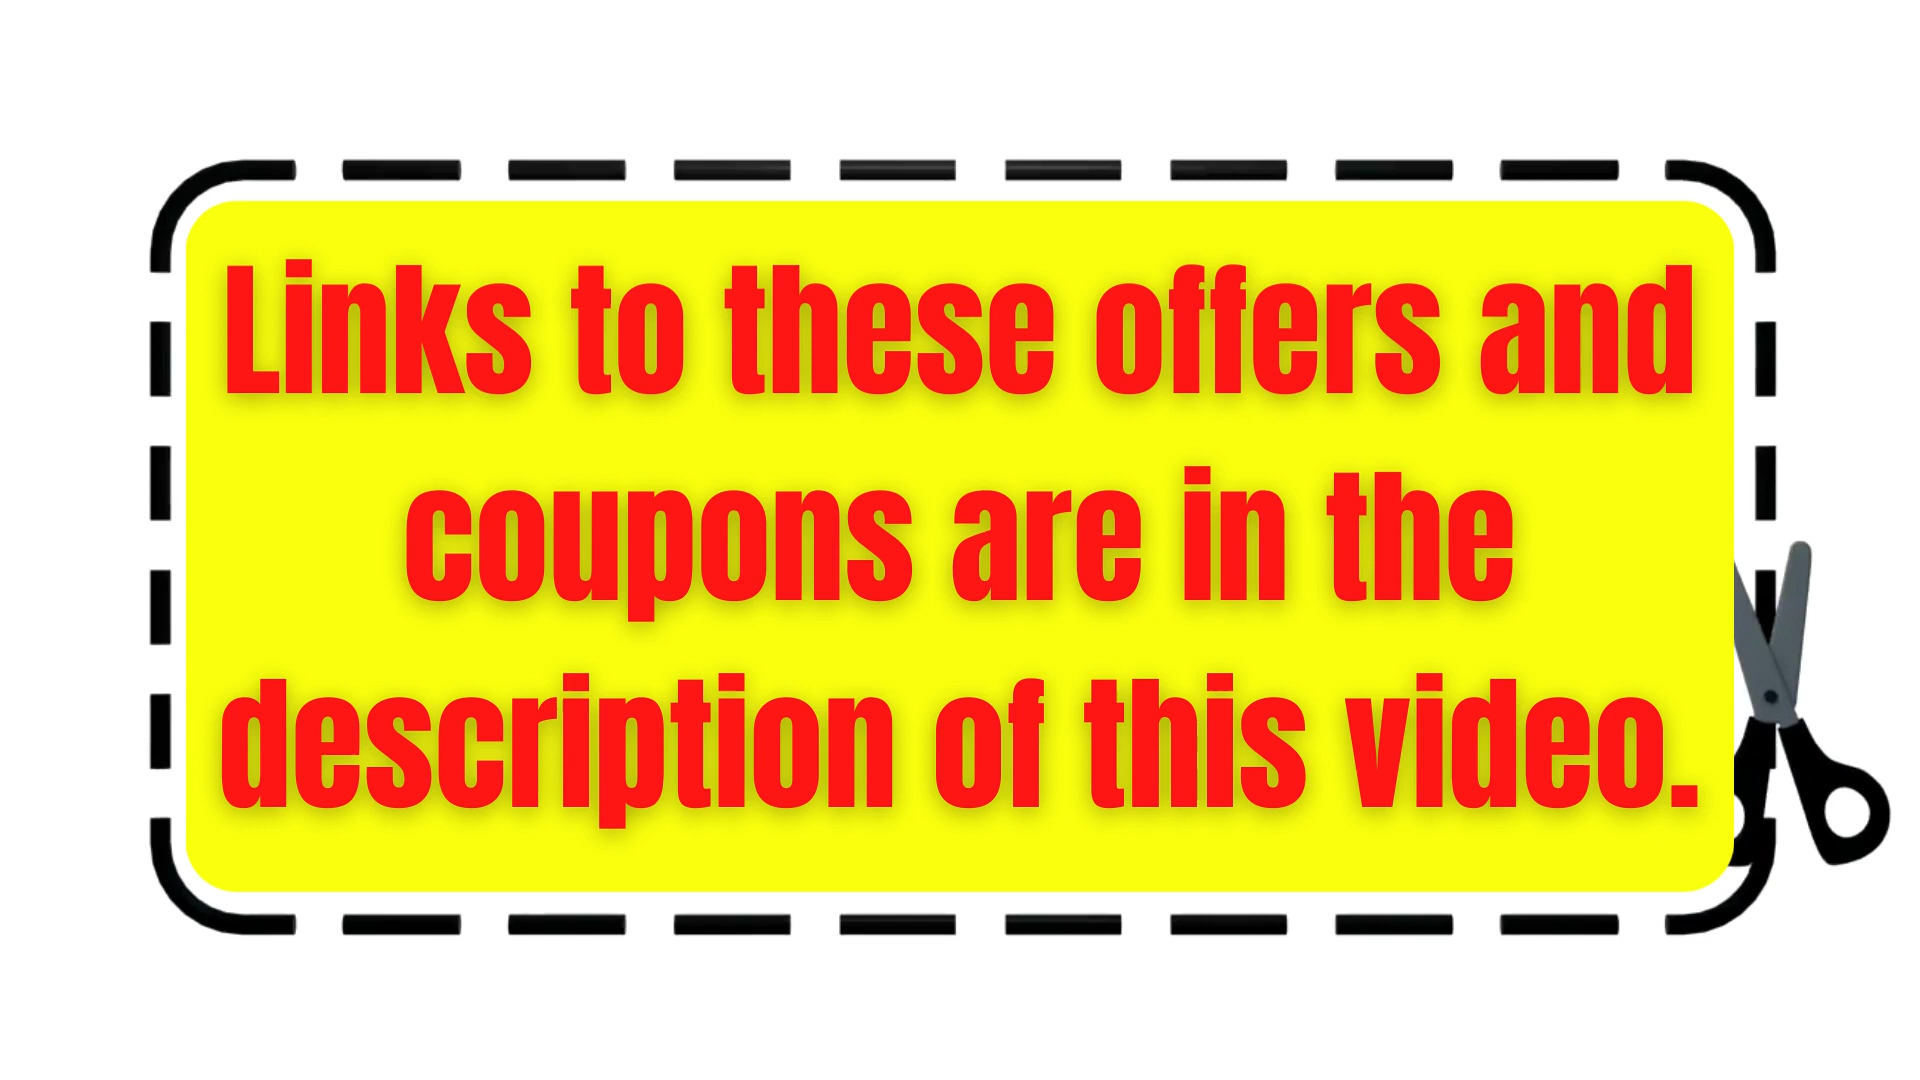 Links to these offers and
coupons are in the
description of this video.